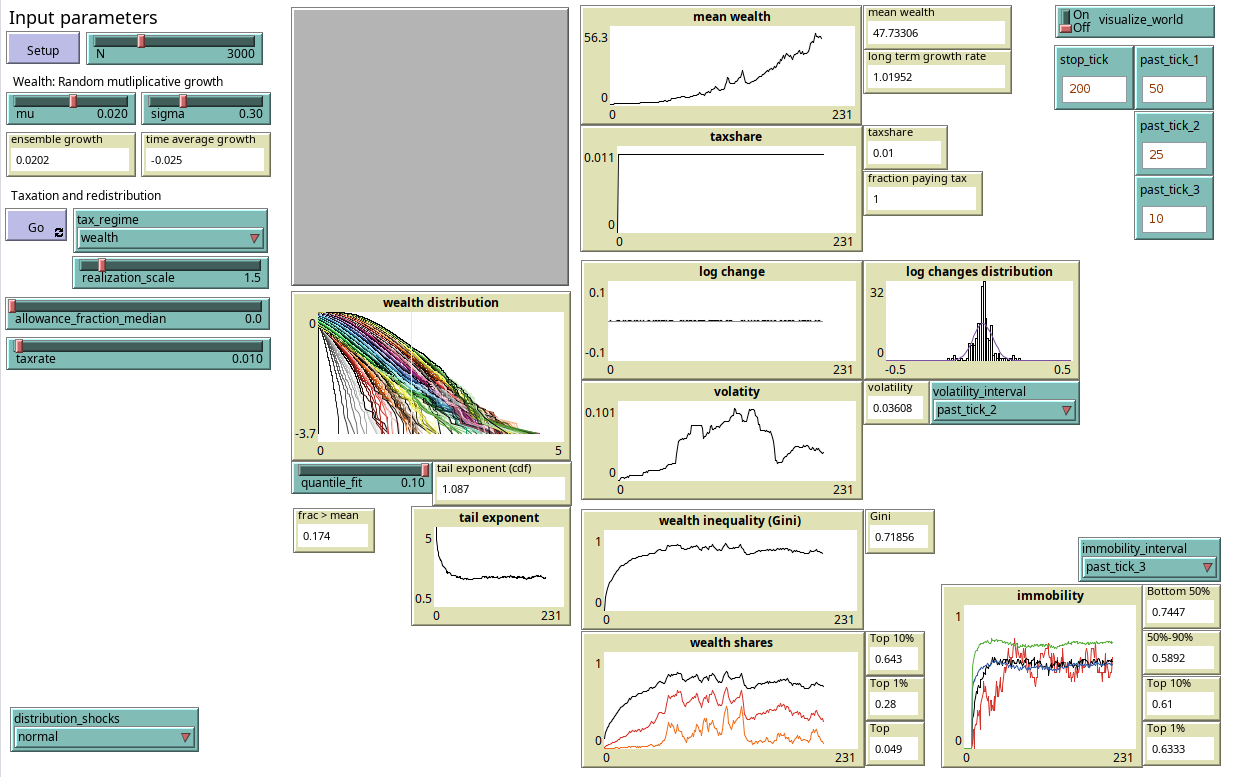 Input parameters
Setup
N 3000
Wealth: Random mutliplicative growth
mu 0.020
sigma 0.30
ensemble growth
0.0202
time average growth
-0.025
Taxation and redistribution
Go
tax_regime
wealth
realization_scale 1.5
allowance_fraction_median 0.0
taxrate 0.010
distribution_shocks
normal
wealth distribution
0
-3.7
0 5
quantile_fit 0.10
tail exponent (cdf)
1.087
frac > mean
0.174
tail exponent
5
0.5
0 231
mean wealth
56.3
0
0 231
mean wealth
47.73306
long term growth rate
1.01952
taxshare
0.011
0
0 231
taxshare
0.01
fraction paying tax
1
log change
0.1
-0.1
0 231
log changes distribution
32
0
-0.5 0.5
volatity
0.101
0
0 231
volatility
0.03608
volatility_interval
past_tick_2
wealth inequality (Gini)
1
0
0 231
Gini
0.71856
wealth shares
1
0
0 231
Top 10%
0.643
Top 1%
0.28
Top
0.049
On
Off
visualize_world
stop_tick
200
past_tick_1
50
past_tick_2
25
past_tick_3
10
immobility_interval
past_tick_3
immobility
1
0
0 231
Bottom 50%
0.7447
50%-90%
0.5892
Top 10%
0.61
Top 1%
0.6333